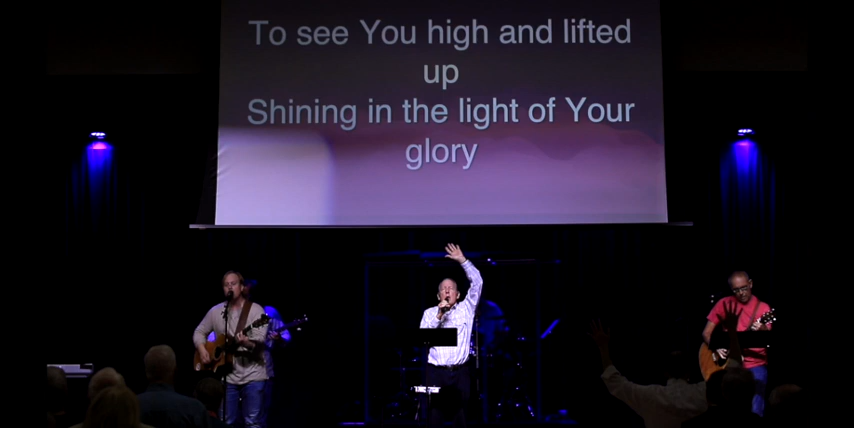 To see You high and lifted
up
Shining in the light of Your
glory